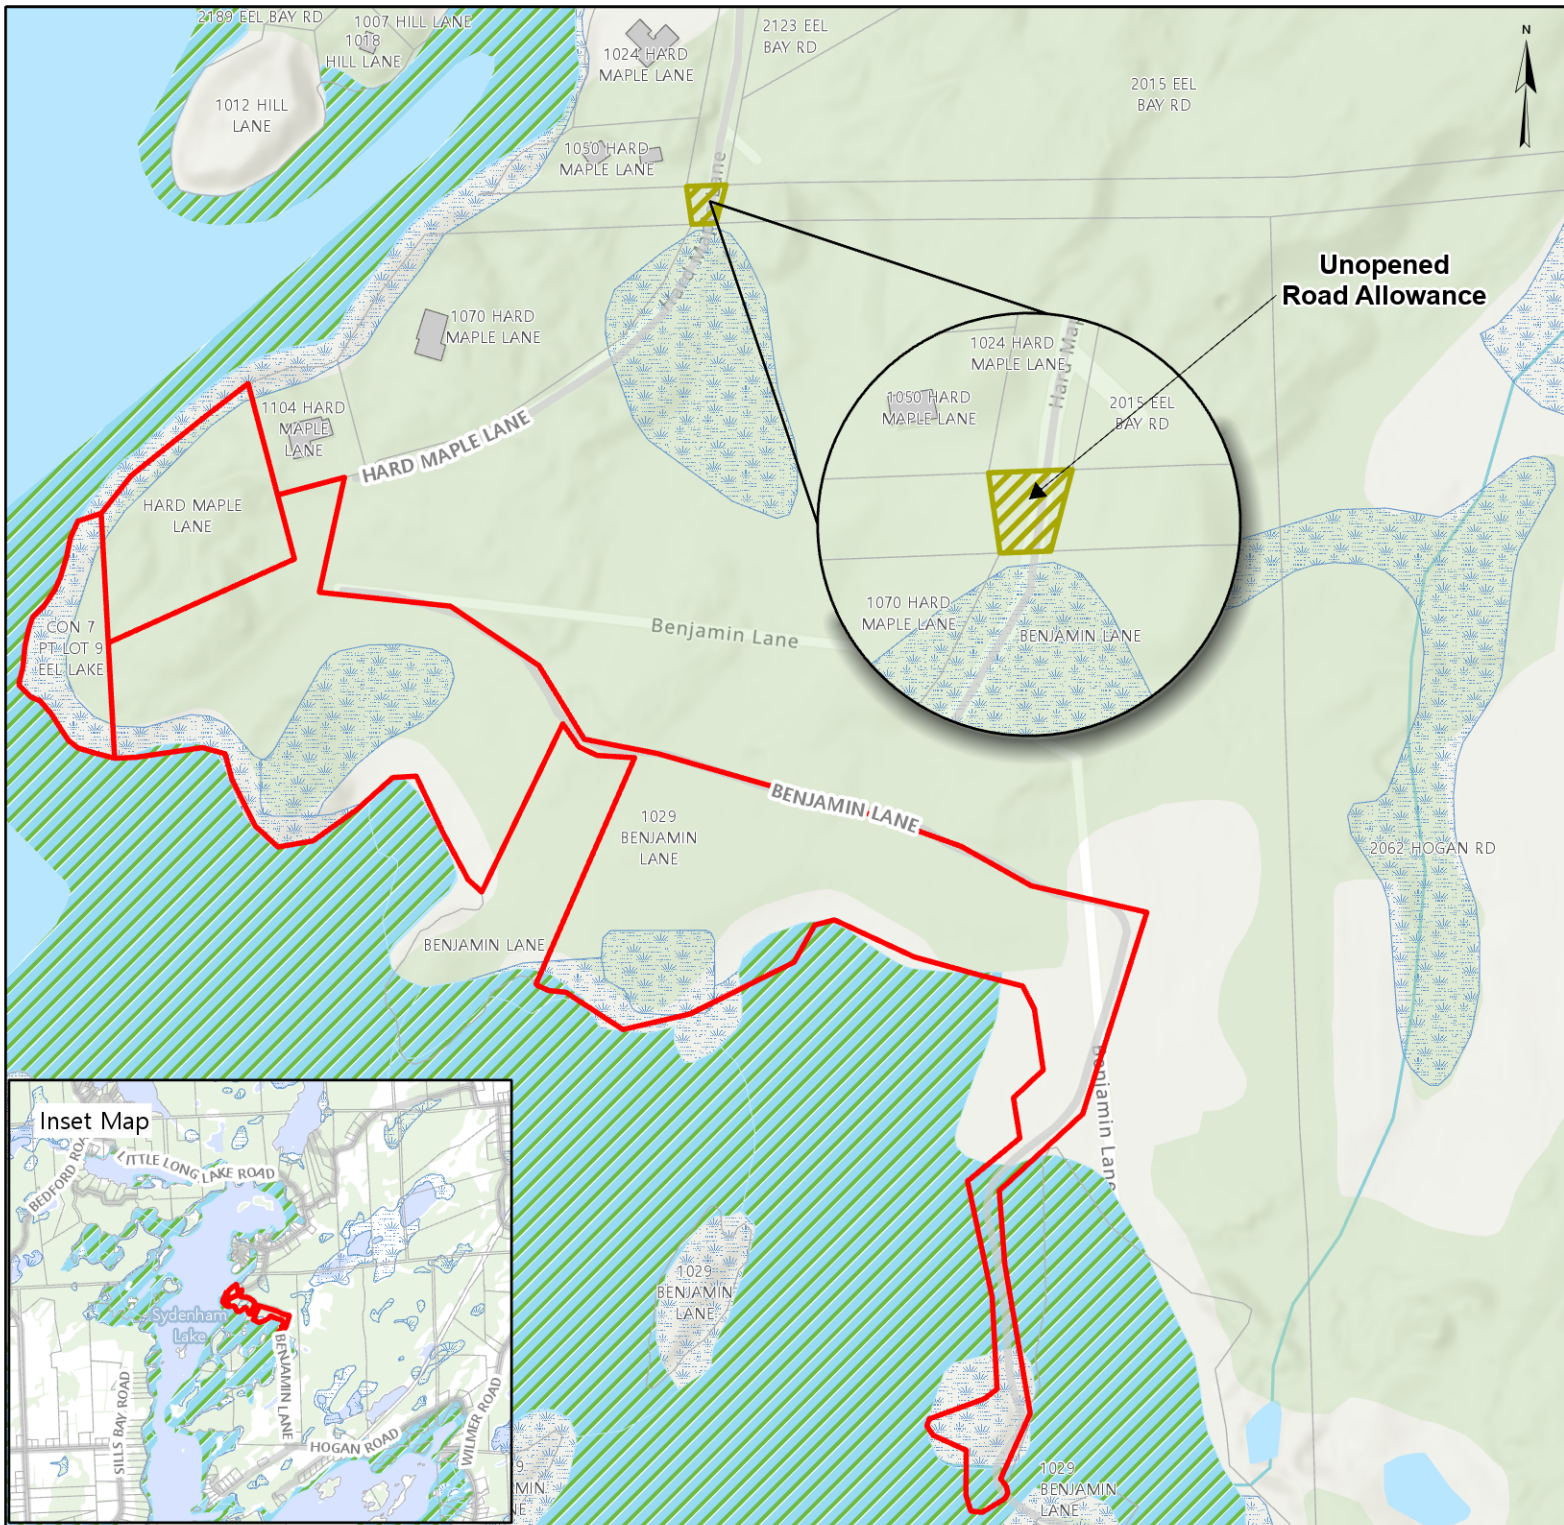 2189 EEL BAY RD
1007 HILL LANE
1018
HILL LANE
1012 HILL
LANE
1024 HARD
MAPLE LANE
2123 EEL
BAY RD
2015 EEL
BAY RD
N
1050 HARD
MAPLE LANE
Unopened
Road Allowance
1070 HARD
MAPLE LANE
1024 HARD
MAPLE LANE
Hard Map
1050 HARD
MAPLE LANE
2015 EEL
BAY RD
1104 HARD
MAPLE
LANE
HARD MAPLE LANE
HARD MAPLE
LANE
1070 HARD
MAPLE LANE
BENJAMIN LANE
CON 7
PT LOT 9
EEL LAKE
Benjamin Lane
BENJAMIN LANE
1029
BENJAMIN
LANE
2062 HOGAN RD
BENJAMIN LANE
Benjamin Lane
1029
BENJAMIN
LANE
1029
BENJAMIN
LANE
Inset Map
BEDFORD ROA
LITTLE LONG LAKE ROAD
Sydenham
Lake
BENJAMIN LANE
SILLS BAY ROAD
HOGAN ROAD
WILMER ROAD